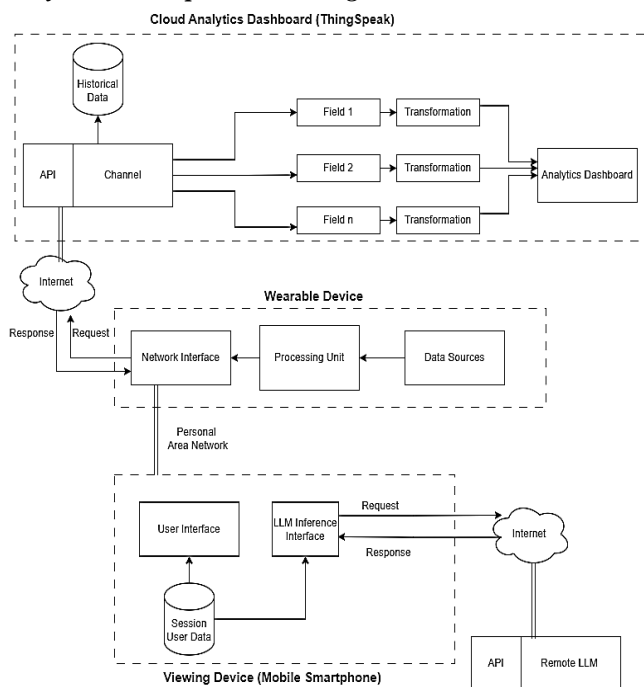 Cloud Analytics Dashboard (ThingSpeak)
Historical
Data
Field 1
Transformation
API
Channel
Field 2
Transformation
Analytics Dashboard
Field n
Transformation
Internet
Response
Request
Wearable Device
Network Interface
Processing Unit
Data Sources
Personal
Area Network
User Interface
LLM Inference
Interface
Request
Response
Internet
Session
User Data
Viewing Device (Mobile Smartphone)
API
Remote LLM